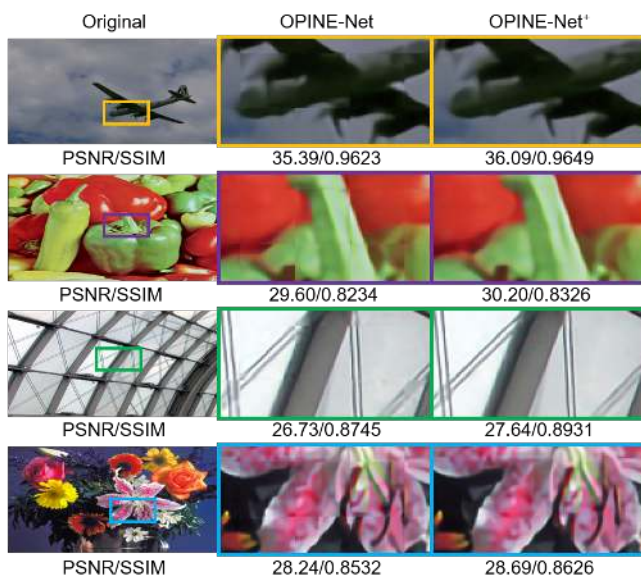 Original OPINE-Net OPINE-Net⁺
PSNR/SSIM 35.39/0.9623 36.09/0.9649
PSNR/SSIM 29.60/0.8234 30.20/0.8326
PSNR/SSIM 26.73/0.8745 27.64/0.8931
PSNR/SSIM 28.24/0.8532 28.69/0.8626